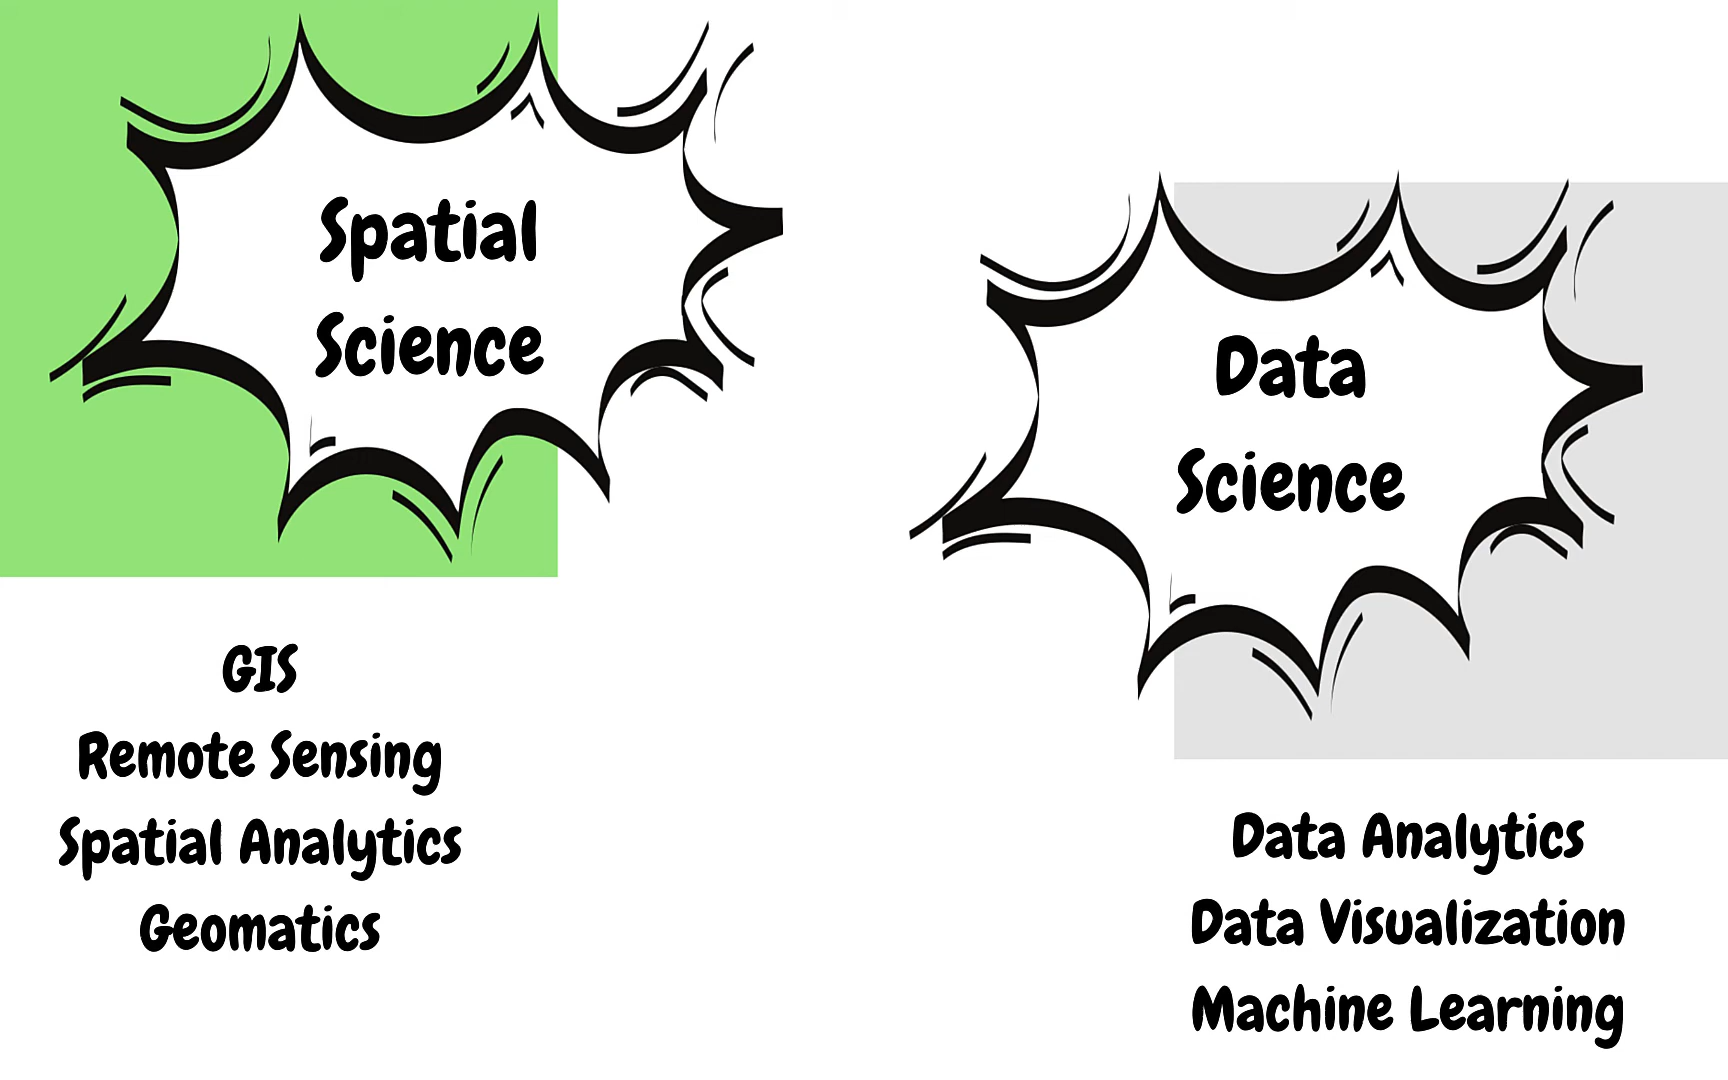 Spatial
Science
GIS
Remote Sensing
Spatial Analytics
Geomatics
Data
Science
Data Analytics
Data Visualization
Machine Learning